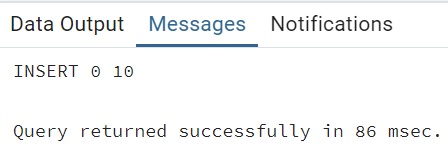 Data Output Messages Notifications
INSERT 0 10
Query returned successfully in 86 msec.